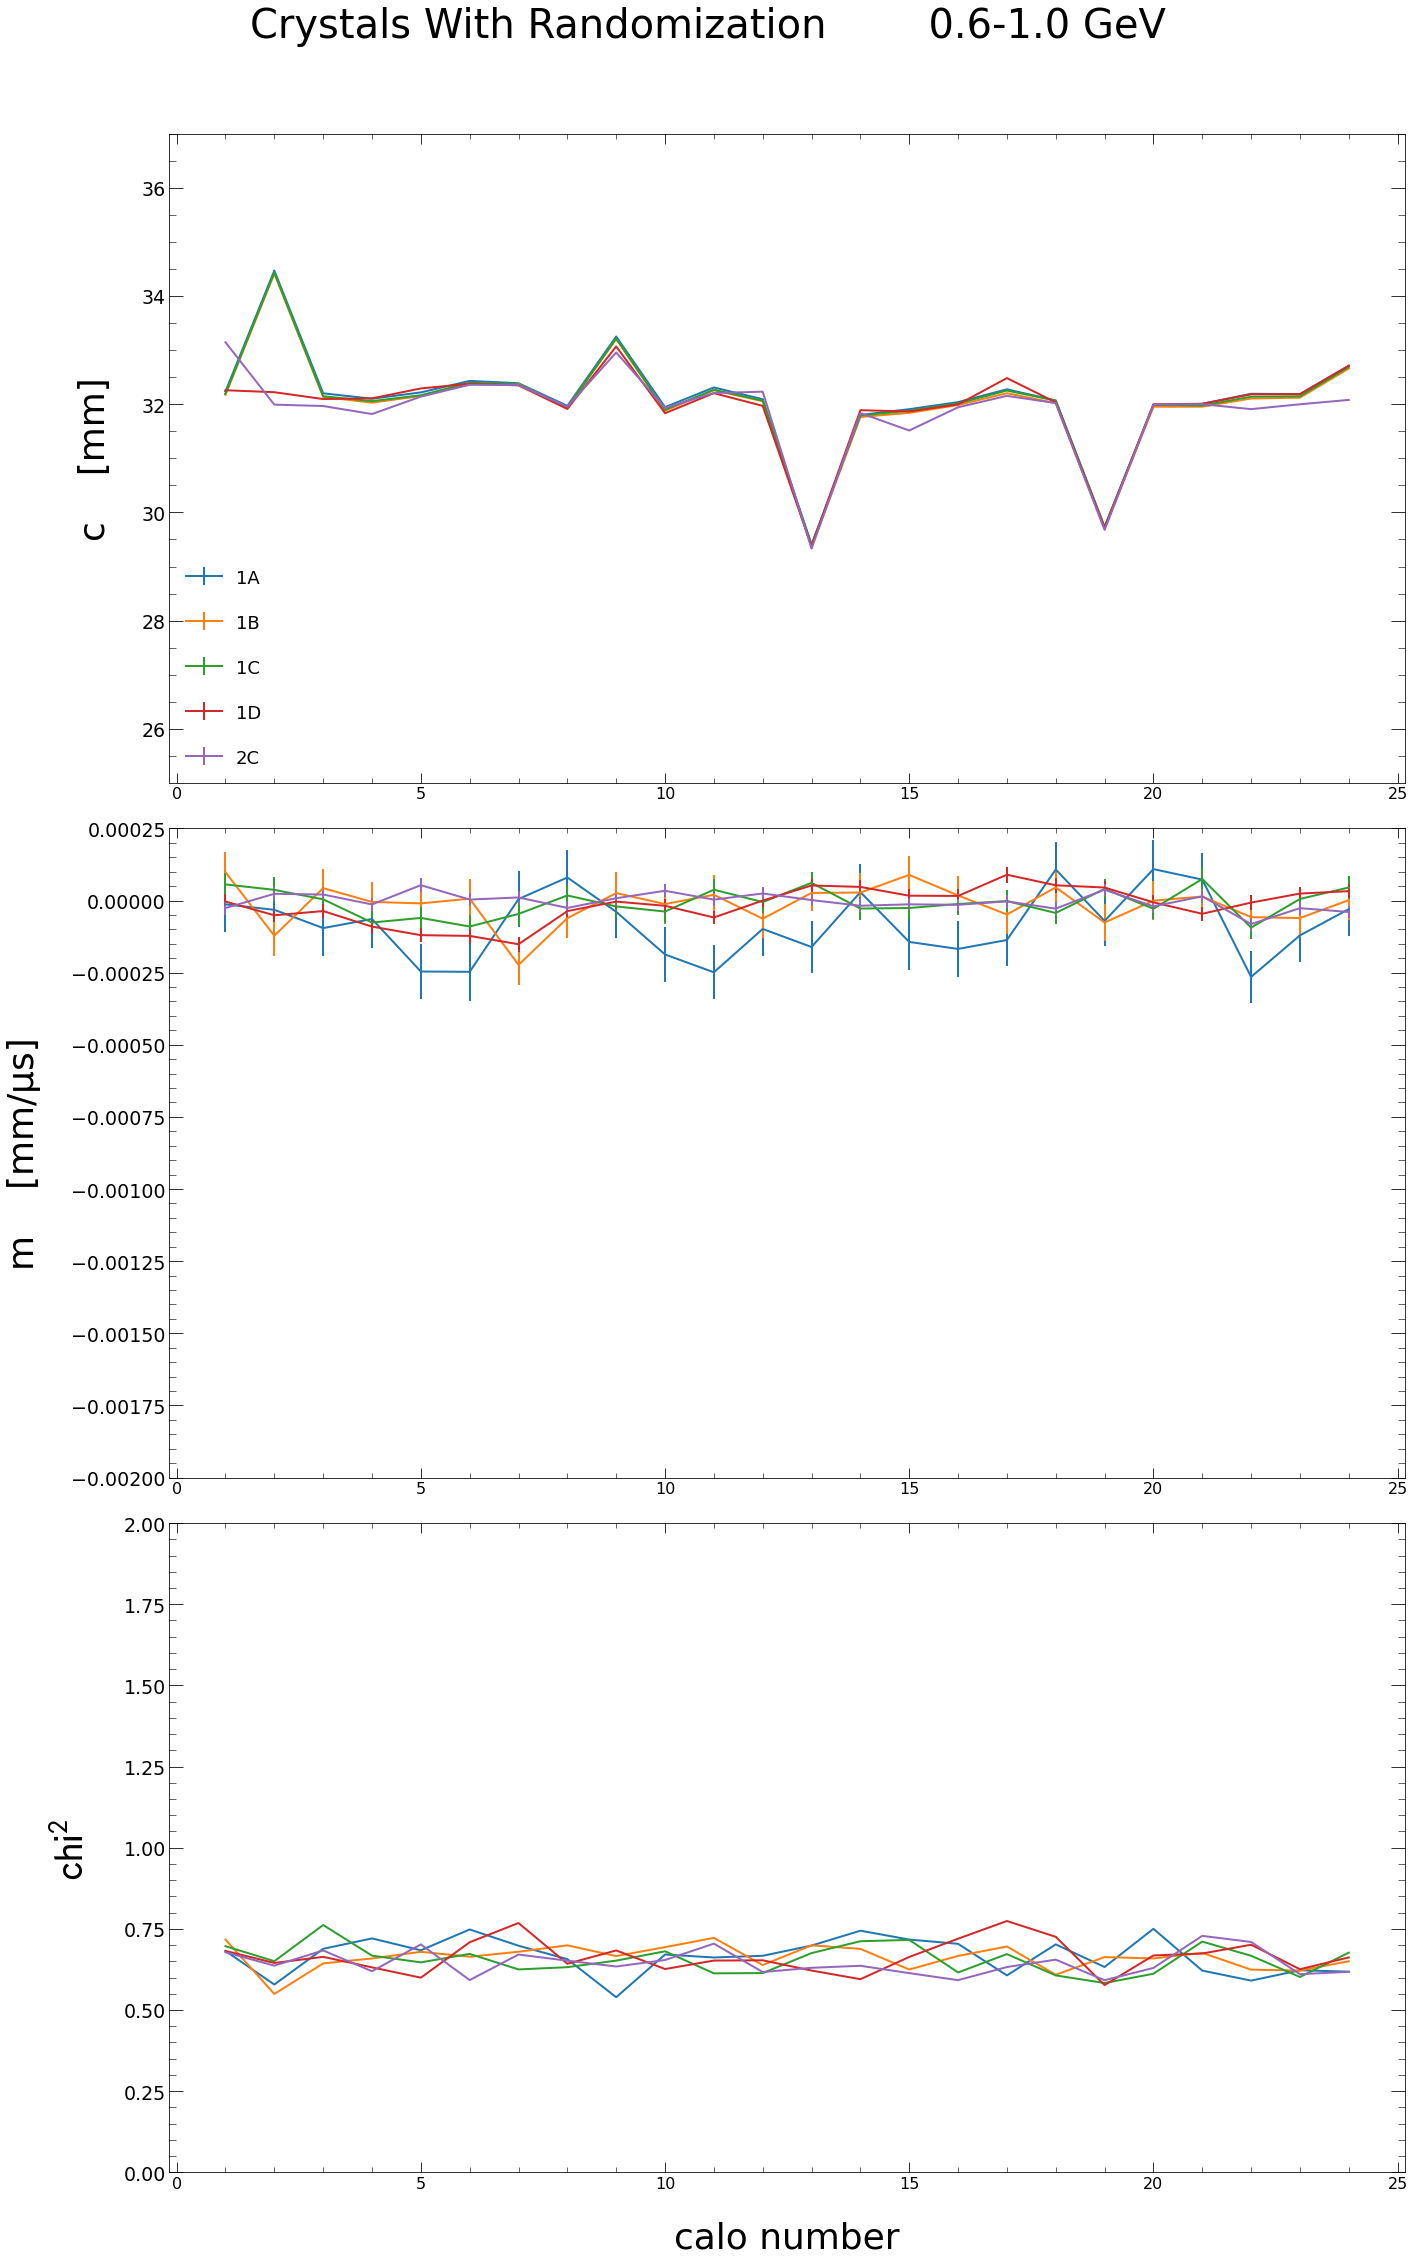 Crystals With Randomization 0.6-1.0 GeV
36
34
32
30
28
26
c [mm]
1A
1B
1C
1D
2C
0 5 10 15 20 25
0.00025
0.00000
−0.00025
−0.00050
−0.00075
−0.00100
−0.00125
−0.00150
−0.00175
−0.00200
m [mm/μs]
0 5 10 15 20 25
2.00
1.75
1.50
1.25
1.00
0.75
0.50
0.25
0.00
chi²
0 5 10 15 20 25
calo number